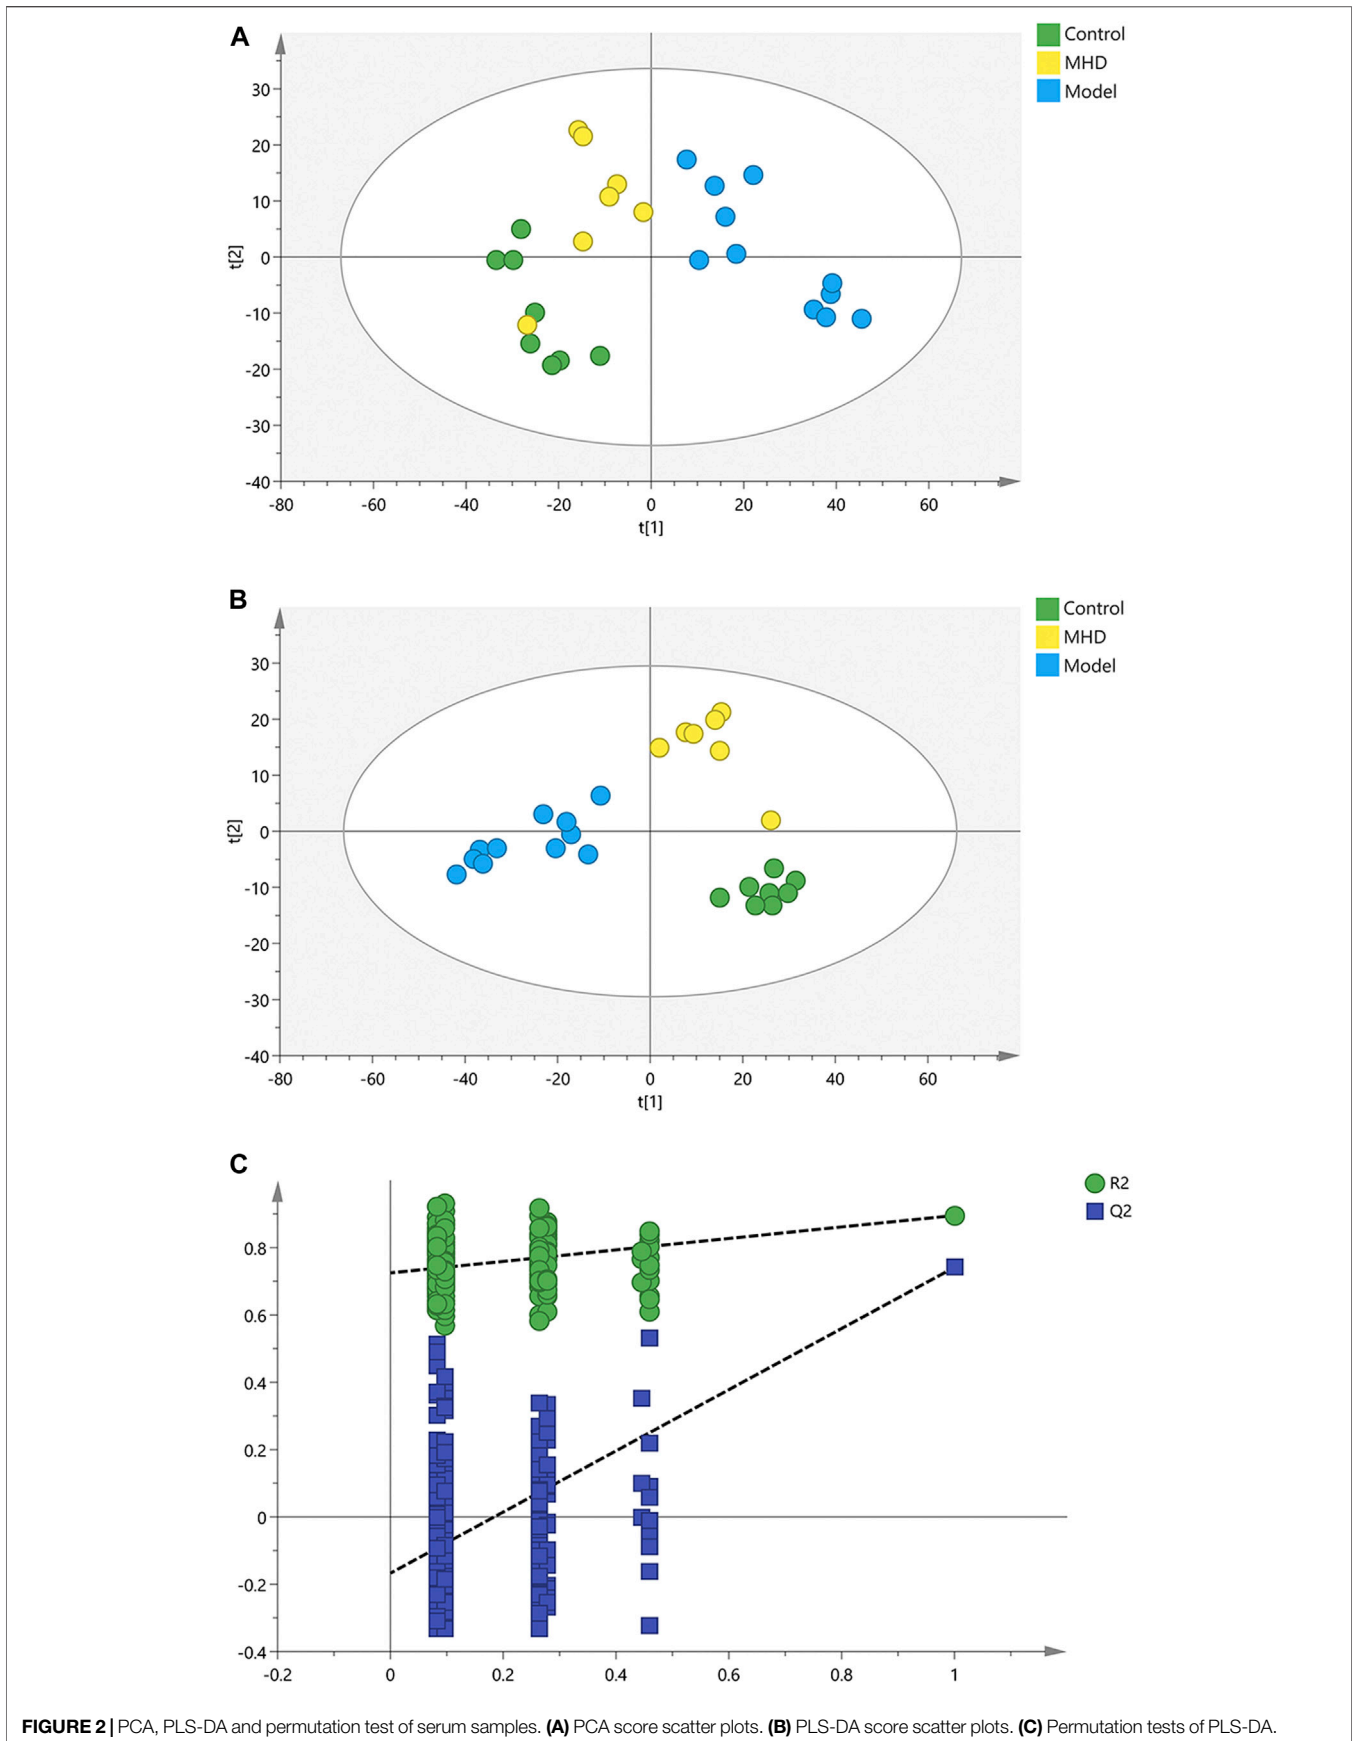 A
Control
MHD
Model
30
20
10
0
-10
-20
-30
-40
t[2]
-80 -60 -40 -20 0 20 40 60
t[1]
B
Control
MHD
Model
30
20
10
0
-10
-20
-30
-40
t[2]
-80 -60 -40 -20 0 20 40 60
t[1]
C
R2
Q2
0.8
0.6
0.4
0.2
0
-0.2
-0.4
-0.2 0 0.2 0.4 0.6 0.8 1
FIGURE 2 | PCA, PLS-DA and permutation test of serum samples. (A) PCA score scatter plots. (B) PLS-DA score scatter plots. (C) Permutation tests of PLS-DA.